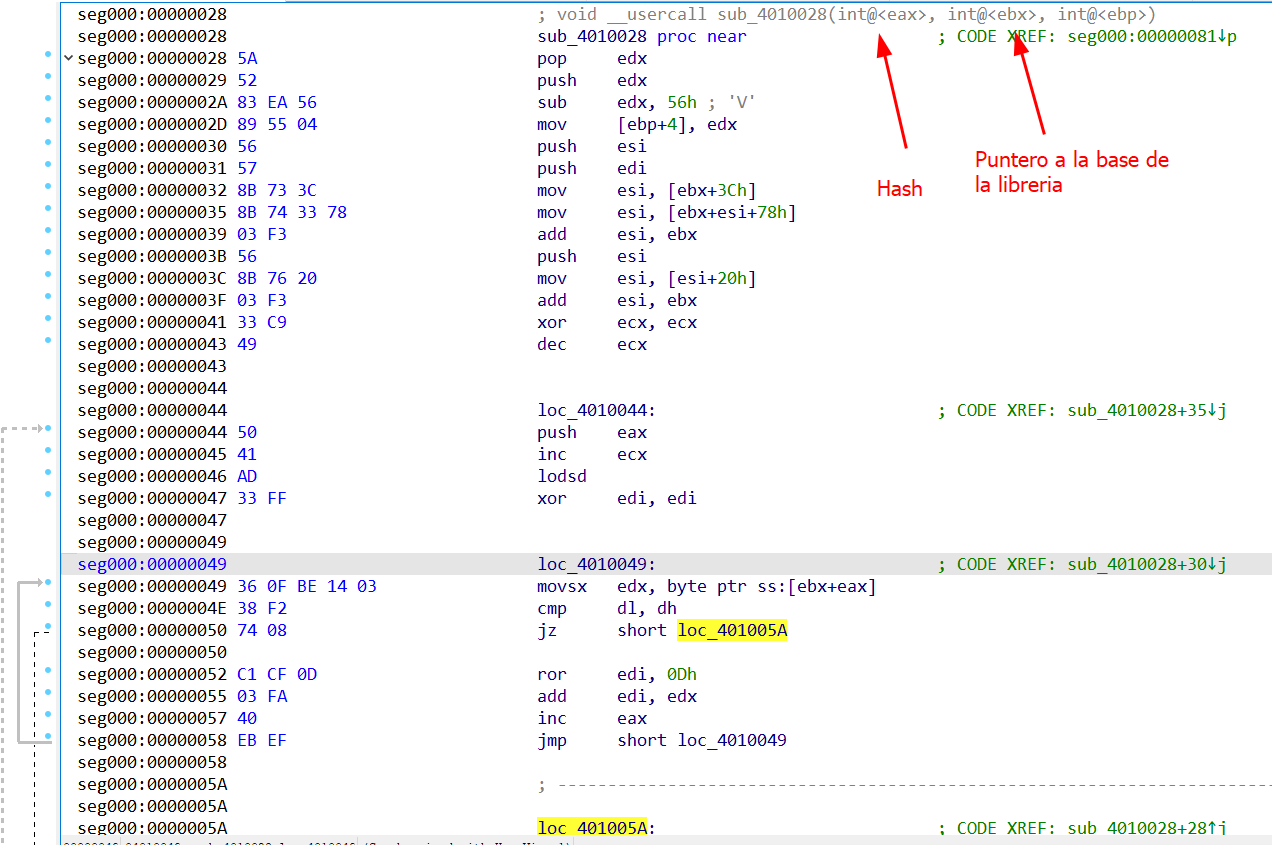 seg000:00000028 ; void __usercall sub_4010028(int@<eax>, int@<ebx>, int@<ebp>)
seg000:00000028 sub_4010028 proc near ; CODE XREF: seg000:00000081↓p
seg000:00000028 5A pop edx
seg000:00000029 52 push edx
seg000:0000002A 83 EA 56 sub edx, 56h ; 'V'
seg000:0000002D 89 55 04 mov [ebp+4], edx
seg000:00000030 56 push esi
seg000:00000031 57 push edi
seg000:00000032 8B 73 3C mov esi, [ebx+3Ch]
seg000:00000035 8B 74 33 78 mov esi, [ebx+esi+78h]
seg000:00000039 03 F3 add esi, ebx
seg000:0000003B 56 push esi
seg000:0000003C 8B 76 20 mov esi, [esi+20h]
seg000:0000003F 03 F3 add esi, ebx
seg000:00000041 33 C9 xor ecx, ecx
seg000:00000043 49 dec ecx
seg000:00000043
seg000:00000044
seg000:00000044 loc_4010044: ; CODE XREF: sub_4010028+35↓j
seg000:00000044 50 push eax
seg000:00000045 41 inc ecx
seg000:00000046 AD lodsd
seg000:00000047 33 FF xor edi, edi
seg000:00000047
seg000:00000049
seg000:00000049 loc_4010049: ; CODE XREF: sub_4010028+30↓j
seg000:00000049 36 0F BE 14 03 movsx edx, byte ptr ss:[ebx+eax]
seg000:0000004E 38 F2 cmp dl, dh
seg000:00000050 74 08 jz short loc_401005A
seg000:00000050
seg000:00000052 C1 CF 0D ror edi, 0Dh
seg000:00000055 03 FA add edi, edx
seg000:00000057 40 inc eax
seg000:00000058 EB EF jmp short loc_4010049
seg000:00000058
seg000:0000005A ; ---------------------------------------------------------------------------
seg000:0000005A
seg000:0000005A loc_401005A: ; CODE XREF: sub_4010028+28↑j
Hash
Puntero a la base de
la libreria